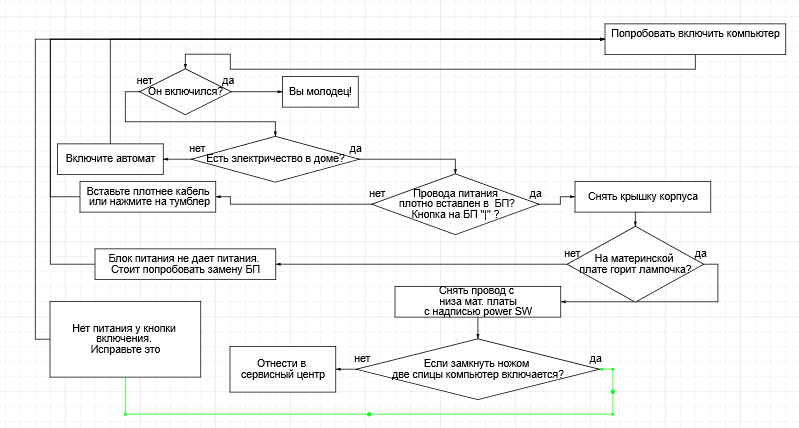 Попробовать включить компьютер
нет
да
Он включился?
Вы молодец!
нет
да
Включите автомат
Есть электричество в доме?
Вставьте плотнее кабель
или нажмите на тумблер
нет
Провода питания
плотно вставлен в БП?
Кнопка на БП "|" ?
да
Снять крышку корпуса
Блок питания не дает питания.
Стоит попробовать замену БП
нет
На материнской
плате горит лампочка?
да
Снять провод с
низа мат. платы
с надписью power SW
Нет питания у кнопки
включения.
Исправьте это
Отнести в
сервисный центр
нет
Если замкнуть ножом
две спицы компьютер включается?
да